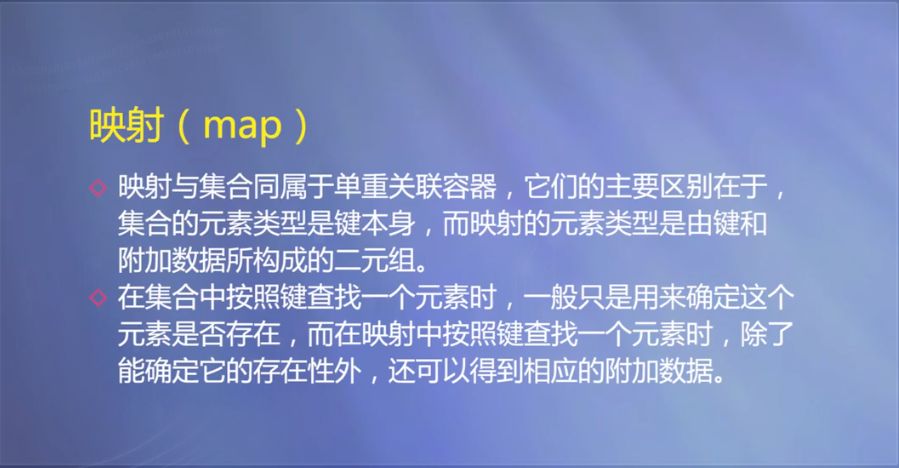 映射（map）
映射与集合同属于单重关联容器，它们的主要区别在于，
集合的元素类型是键本身，而映射的元素类型是由键和
附加数据所构成的二元组。
在集合中按照键查找一个元素时，一般只是用来确定这个
元素是否存在，而在映射中按照键查找一个元素时，除了
能确定它的存在性外，还可以得到相应的附加数据。